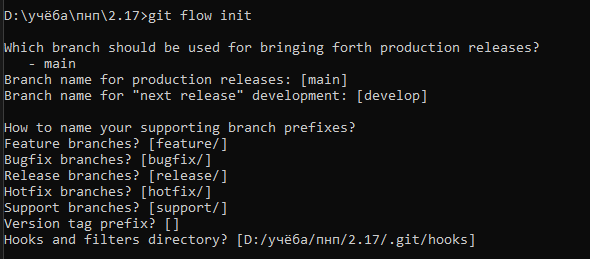 D:\учёба\пнп\2.17>git flow init
Which branch should be used for bringing forth production releases?
- main
Branch name for production releases: [main]
Branch name for "next release" development: [develop]
How to name your supporting branch prefixes?
Feature branches? [feature/]
Bugfix branches? [bugfix/]
Release branches? [release/]
Hotfix branches? [hotfix/]
Support branches? [support/]
Version tag prefix? []
Hooks and filters directory? [D:/учёба/пнп/2.17/.git/hooks]